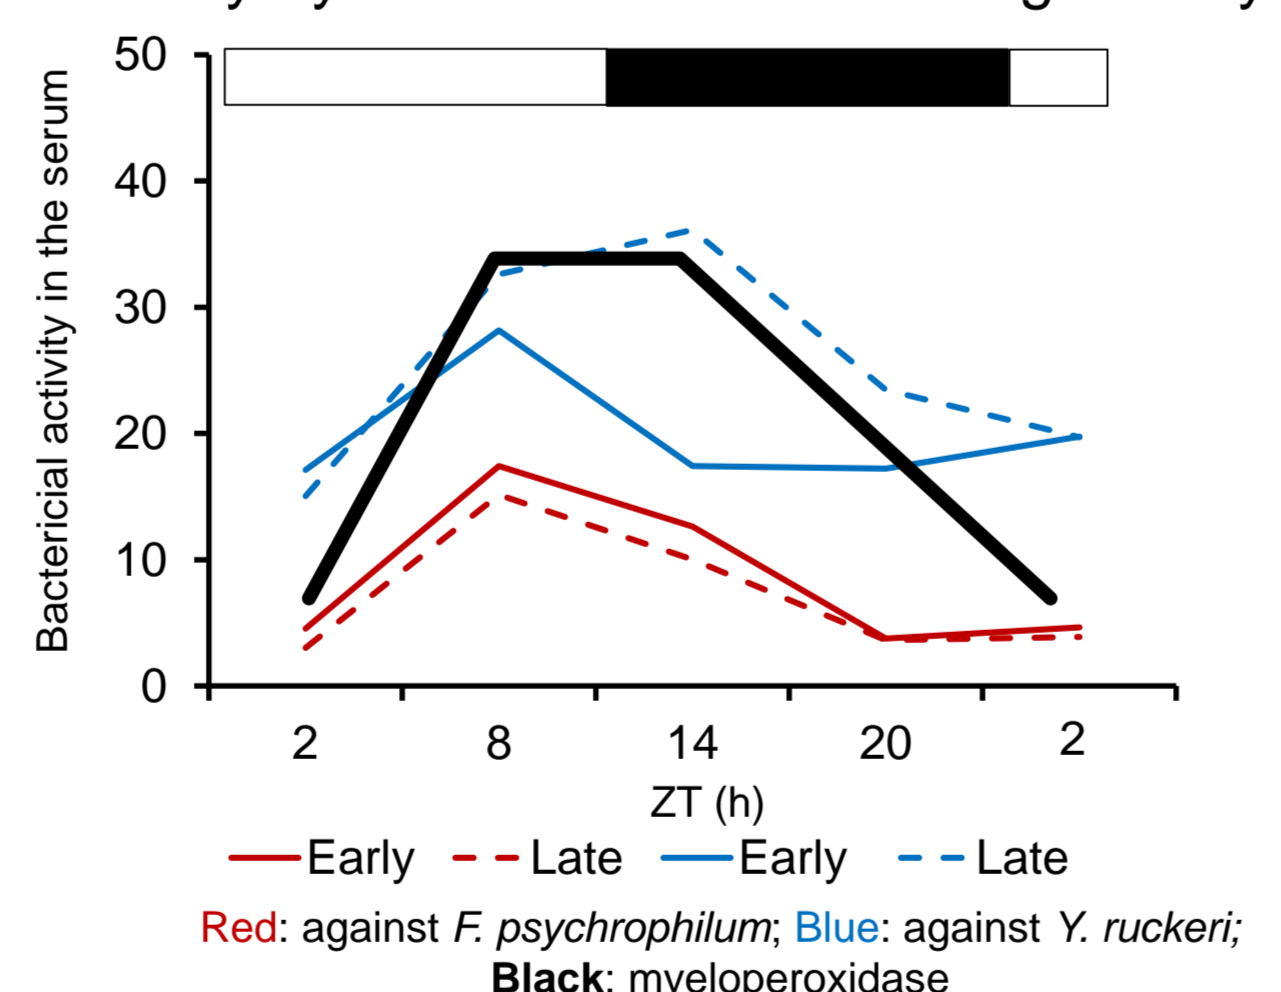 Bactericial activity in the serum
50
40
30
20
10
0
2 8 14 20 2
ZT (h)
Early Late Early Late
Red: against F. psychrophilum; Blue: against Y. ruckeri;
Black: myeloperoxidase